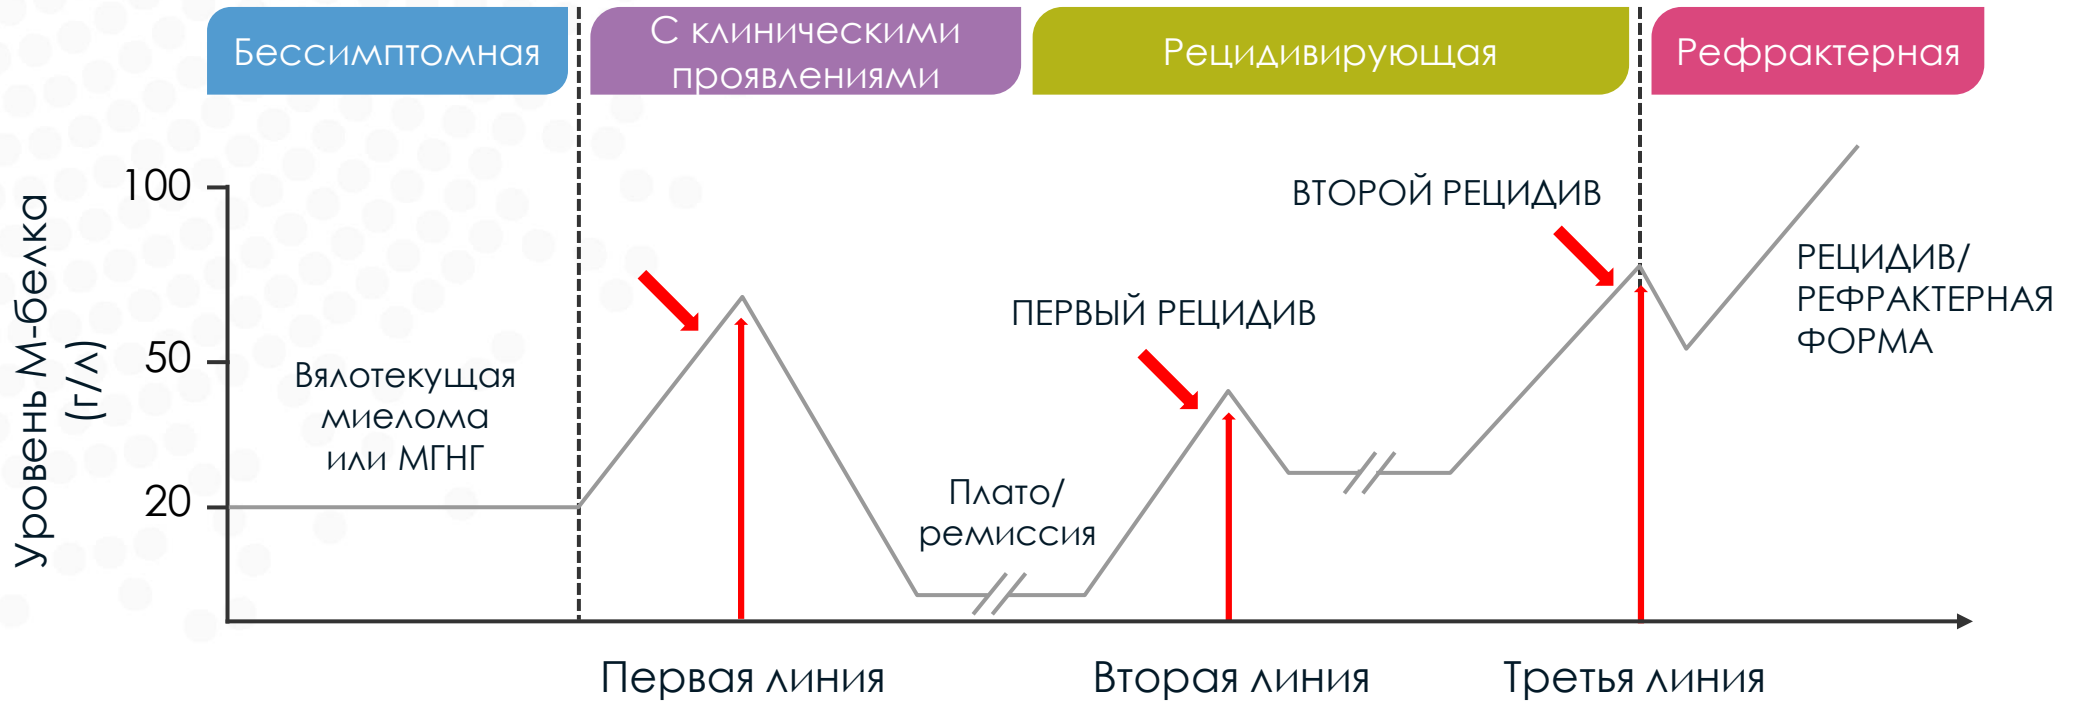 Бессимптомная
С клиническими
проявлениями
Рецидивирующая
Рефрактерная
Уровень М-белка
(г/л)
100
50
20
Вялотекущая
миелома
или МГНГ
Плато/
ремиссия
ПЕРВЫЙ РЕЦИДИВ
ВТОРОЙ РЕЦИДИВ
РЕЦИДИВ/
РЕФРАКТЕРНАЯ
ФОРМА
Первая линия
Вторая линия
Третья линия